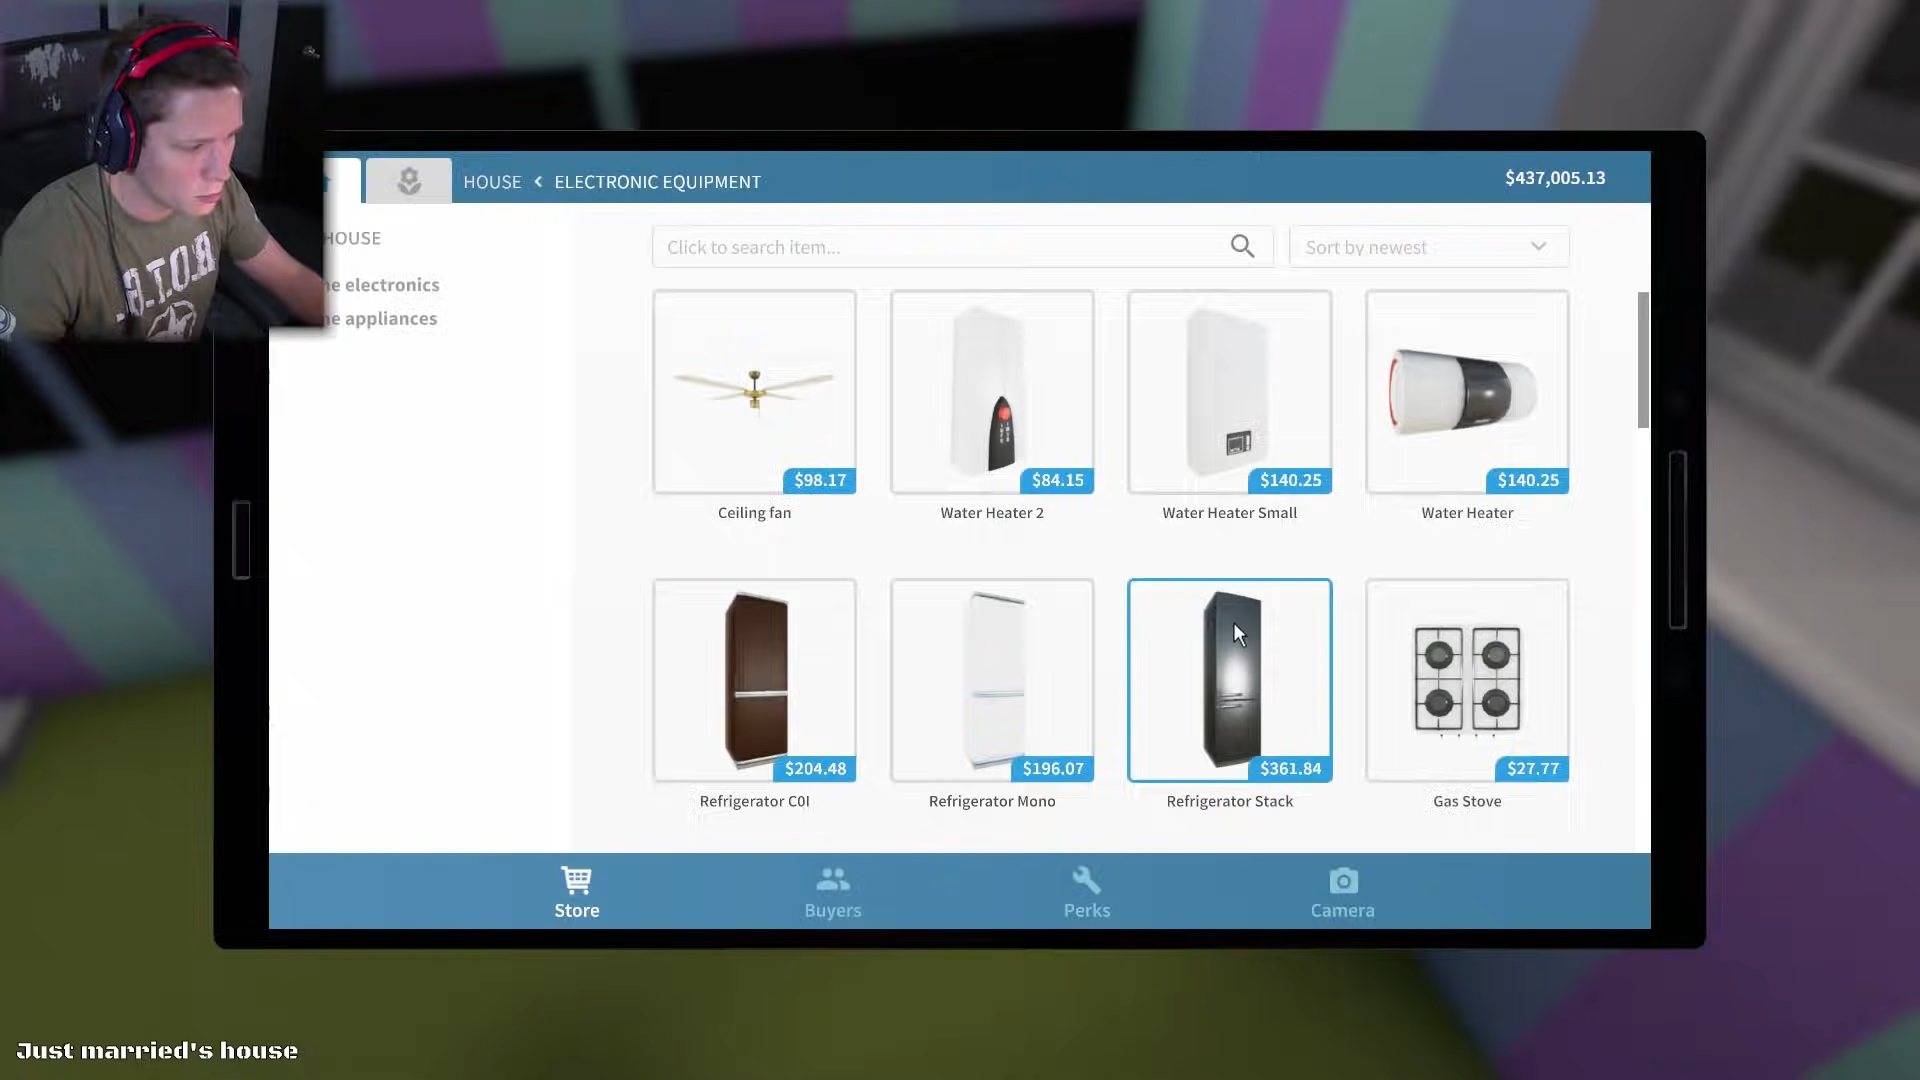 HOUSE < ELECTRONIC EQUIPMENT
$437,005.13
HOUSE
Click to search item...
Sort by newest
electronics
appliances
$98.17
$84.15
$140.25
$140.25
Ceiling fan
Water Heater 2
Water Heater Small
Water Heater
$204.48
$196.07
$361.84
$27.77
Refrigerator C0I
Refrigerator Mono
Refrigerator Stack
Gas Stove
Store
Buyers
Perks
Camera
Just married's house